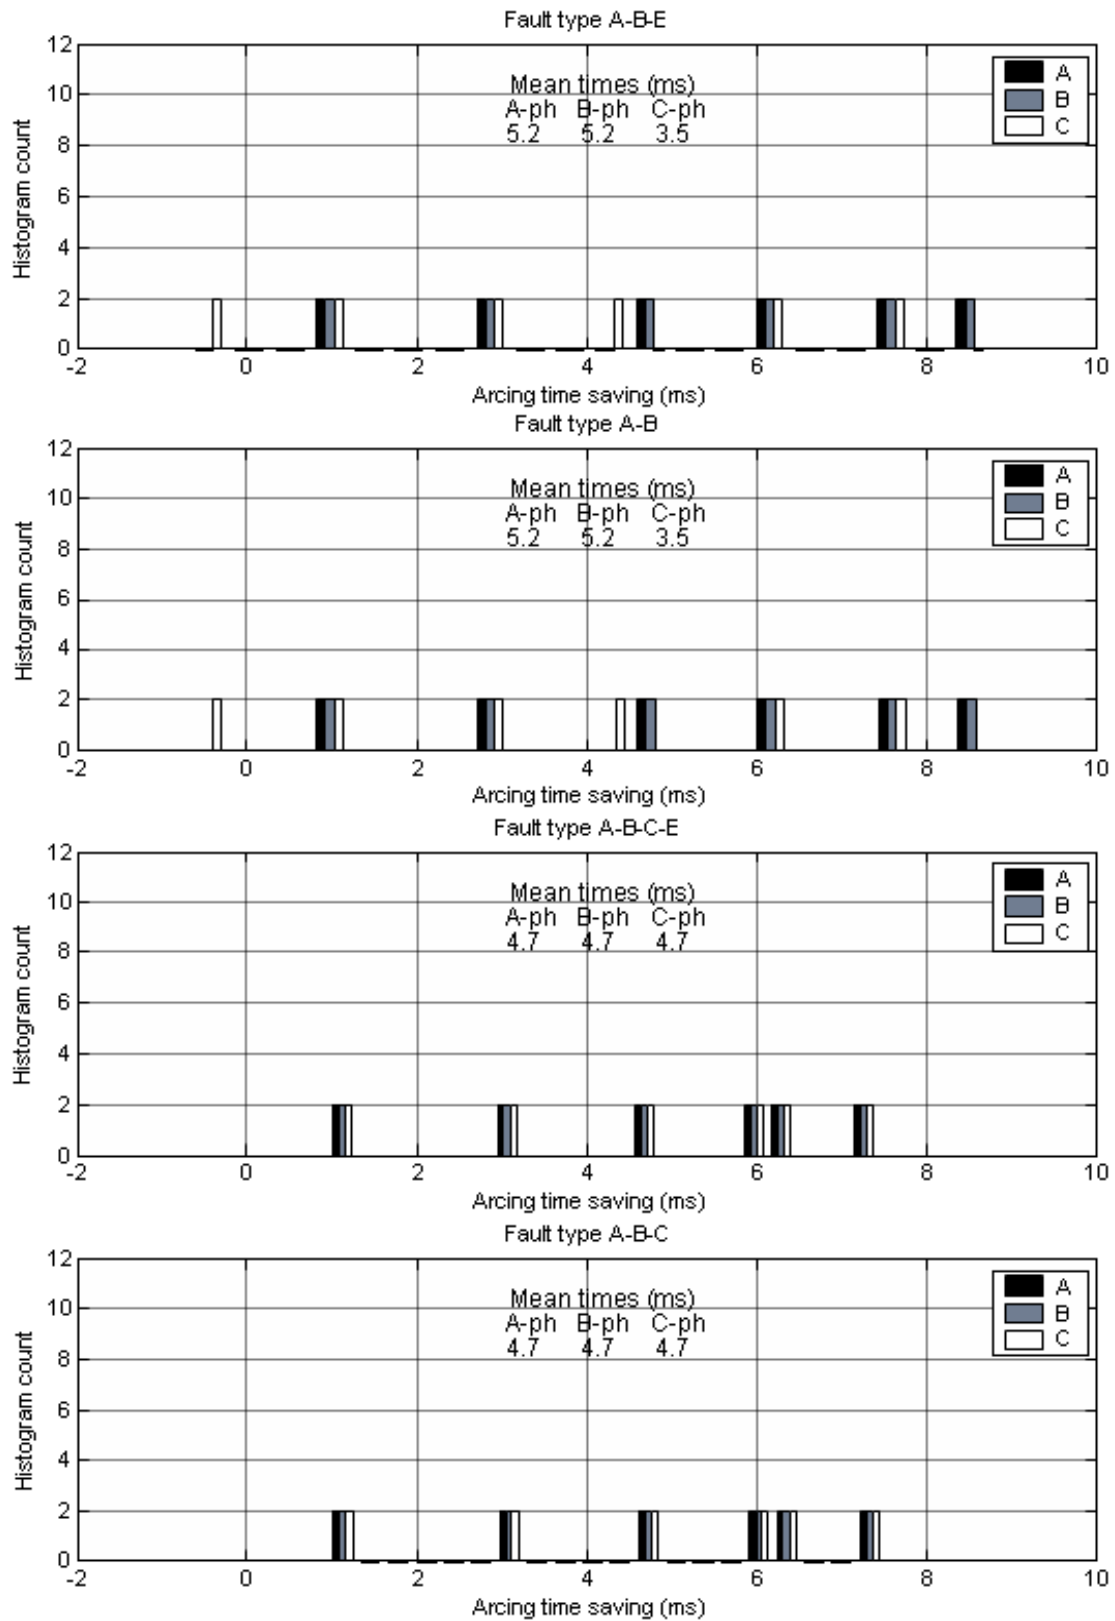 Fault type A-B-E
12
10
8
6
4
2
0
Histogram count
Mean times (ms)
A-ph B-ph C-ph
5.2 5.2 3.5
A
B
C
-2 0 2 4 6 8 10
Arcing time saving (ms)
Fault type A-B
12
10
8
6
4
2
0
Histogram count
Mean times (ms)
A-ph B-ph C-ph
5.2 5.2 3.5
A
B
C
-2 0 2 4 6 8 10
Arcing time saving (ms)
Fault type A-B-C-E
12
10
8
6
4
2
0
Histogram count
Mean times (ms)
A-ph B-ph C-ph
4.7 4.7 4.7
A
B
C
-2 0 2 4 6 8 10
Arcing time saving (ms)
Fault type A-B-C
12
10
8
6
4
2
0
Histogram count
Mean times (ms)
A-ph B-ph C-ph
4.7 4.7 4.7
A
B
C
-2 0 2 4 6 8 10
Arcing time saving (ms)